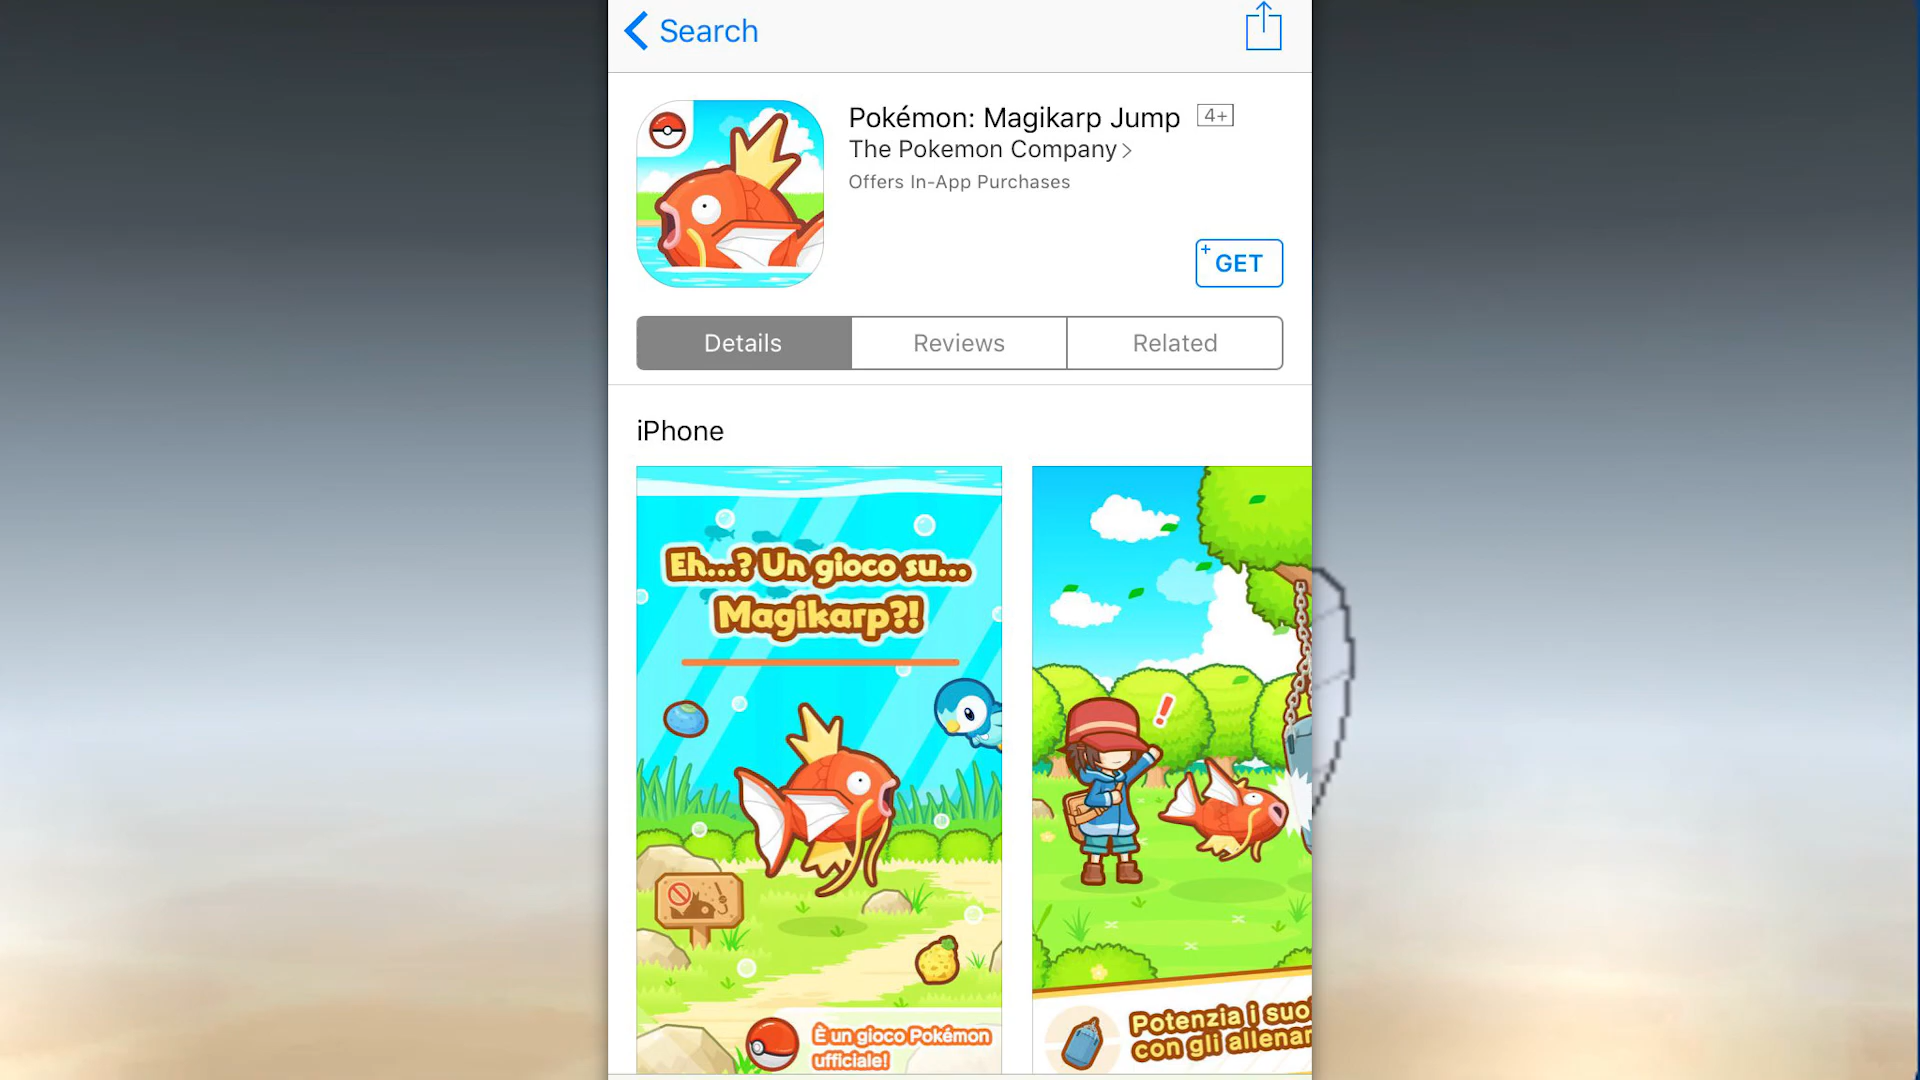 Search
Pokémon: Magikarp Jump 4+
The Pokemon Company
Offers In-App Purchases
+ GET
Details Reviews Related
iPhone
Eh...? Un gioco su...
Magikarp?!
È un gioco Pokémon
ufficiale!
!
Potenzia i suo
con gli allenar